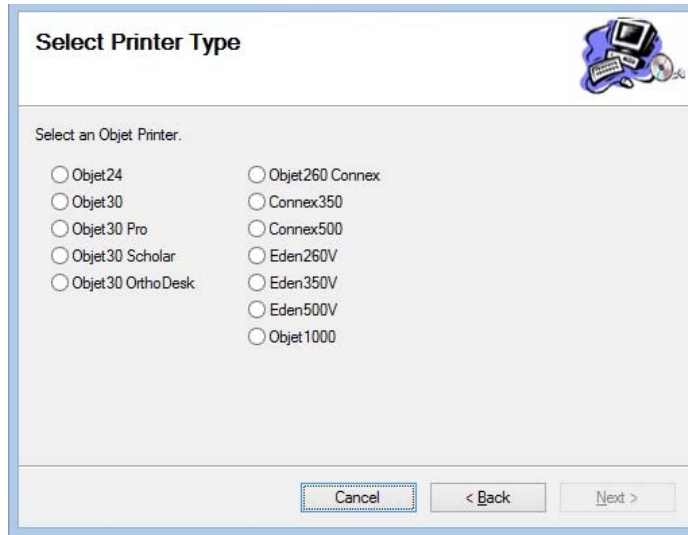 Select Printer Type
Select an Objet Printer.
Objet24
Objet30
Objet30 Pro
Objet30 Scholar
Objet30 OrthoDesk
Objet260 Connex
Connex350
Connex500
Eden260V
Eden350V
Eden500V
Objet1000
Cancel
< Back
Next >